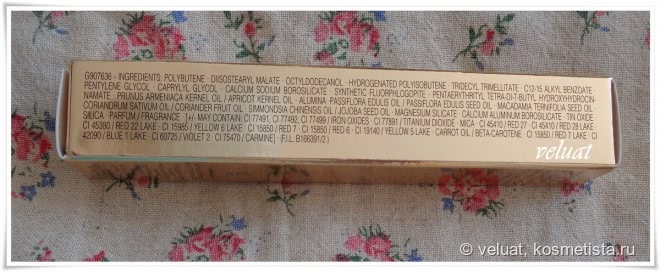 G907636 - INGREDIENTS: POLYBUTENE - DIISOSTEARYL MALATE - OCTYLDODECANOL - HYDROGENATED POLYISOBUTENE - TRIDECYL TRIMELLITATE - C12-15 ALKYL BENZOATE -
PENTYLENE GLYCOL - CAPRYLYL GLYCOL - CALCIUM SODIUM BOROSILICATE - SYNTHETIC FLUORPHLOGOPITE - PENTAERYTHRITYL TETRA-DI-T-BUTYL HYDROXYHYDROCIN-
NAMATE - PRUNUS ARMENIACA KERNEL OIL / APRICOT KERNEL OIL - ALUMINA - PASSIFLORA EDULIS OIL / PASSIFLORA EDULIS SEED OIL - MACADAMIA TERNIFOLIA SEED OIL -
CORIANDRUM SATIVUM OIL / CORIANDER FRUIT OIL - SIMMONDSIA CHINENSIS OIL / JOJOBA SEED OIL - MAGNESIUM SILICATE - CALCIUM ALUMINUM BOROSILICATE - TIN OXIDE
SILICA - PARFUM / FRAGRANCE [+/- MAY CONTAIN: CI 77491, CI 77492, CI 77499 / IRON OXIDES - CI 77891 / TITANIUM DIOXIDE - MICA - CI 45410 / RED 27 - CI 45410 / RED 28 LAKE -
CI 45380 / RED 22 LAKE - CI 15985 / YELLOW 6 LAKE - CI 15850 / RED 7 - CI 15850 / RED 6 - CI 19140 / YELLOW 5 LAKE - CARROT OIL / BETA-CAROTENE - CI 15850 / RED 7 LAKE / CI
42090 / BLUE 1 LAKE - CI 60725 / VIOLET 2 - CI 75470 / CARMINE] - (F.I.L. B166391/2 )
veluat
© veluat, kosmetista.ru